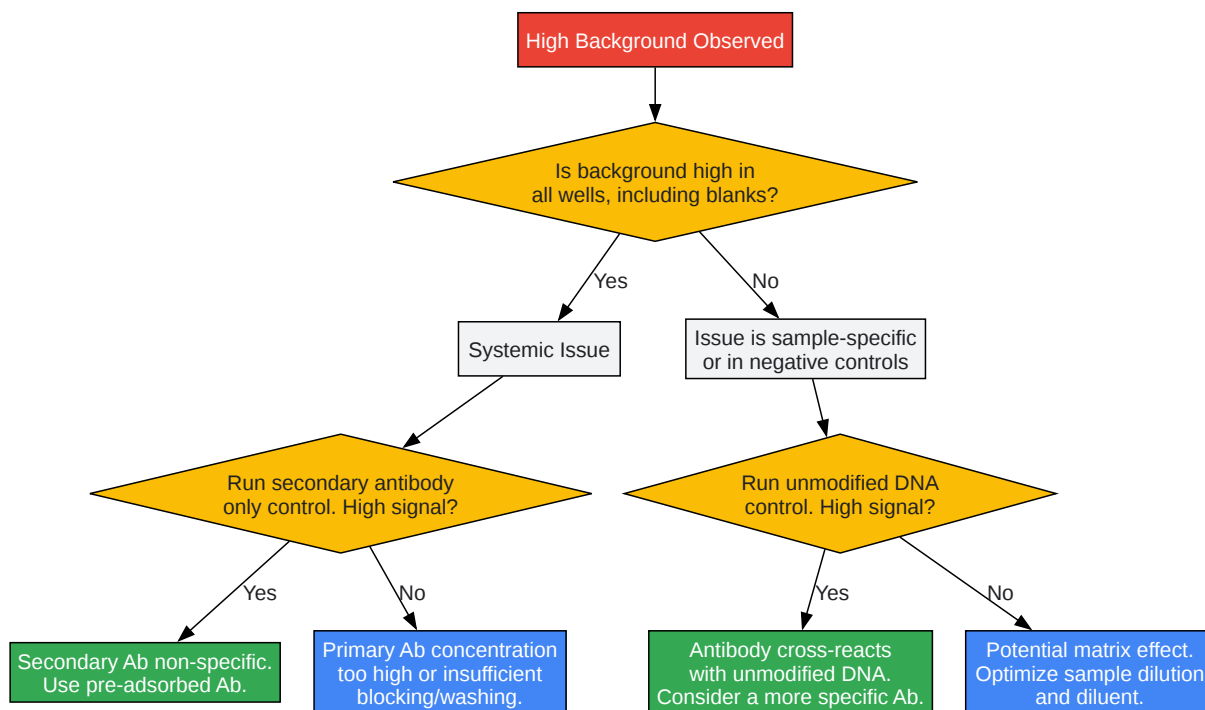 High Background Observed
Is background high in
all wells, including blanks?
Yes
No
Systemic Issue
Issue is sample-specific
or in negative controls
Run secondary antibody
only control. High signal?
Run unmodified DNA
control. High signal?
Yes
No
Yes
No
Secondary Ab non-specific.
Use pre-adsorbed Ab.
Primary Ab concentration
too high or insufficient
blocking/washing.
Antibody cross-reacts
with unmodified DNA.
Consider a more specific Ab.
Potential matrix effect.
Optimize sample dilution
and diluent.